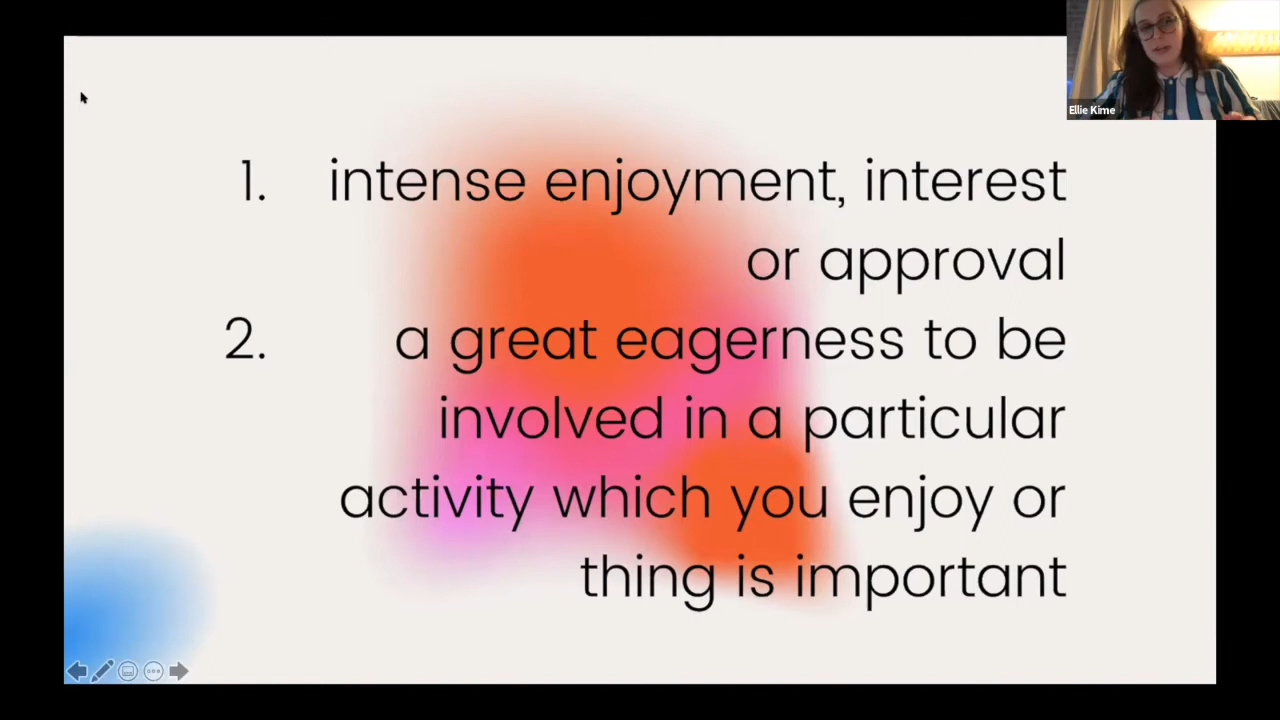 Ellie Kime
1. intense enjoyment, interest
or approval
2. a great eagerness to be
involved in a particular
activity which you enjoy or
thing is important